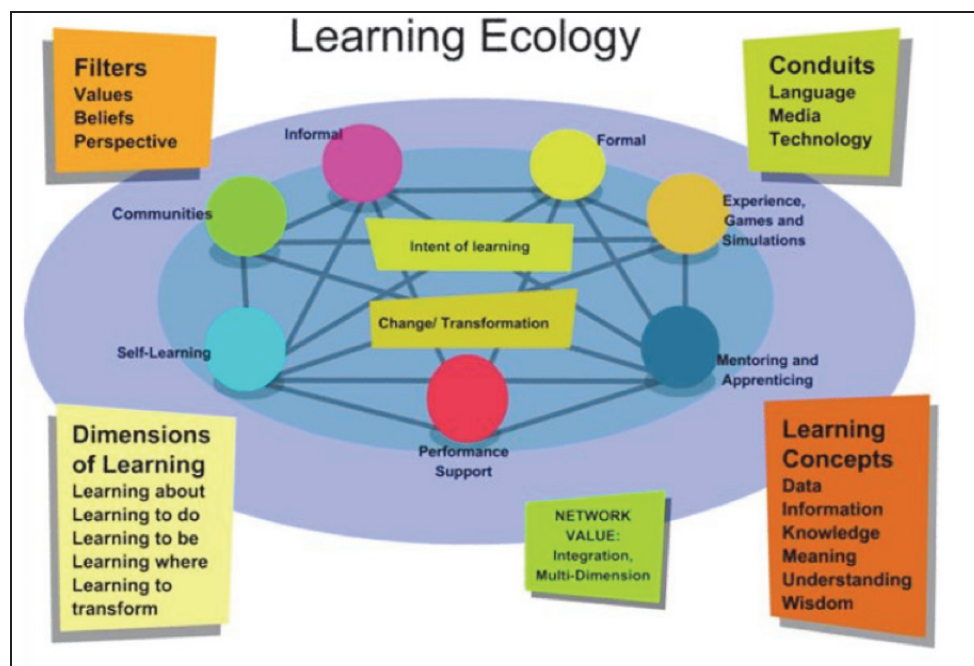 Learning Ecology
Filters
Values
Beliefs
Perspective
Conduits
Language
Media
Technology
Informal
Formal
Communities
Experience,
Games and
Simulations
Intent of learning
Change/ Transformation
Self-Learning
Mentoring and
Apprenticing
Performance
Support
Dimensions
of Learning
Learning about
Learning to do
Learning to be
Learning where
Learning to
transform
NETWORK
VALUE:
Integration,
Multi-Dimension
Learning
Concepts
Data
Information
Knowledge
Meaning
Understanding
Wisdom